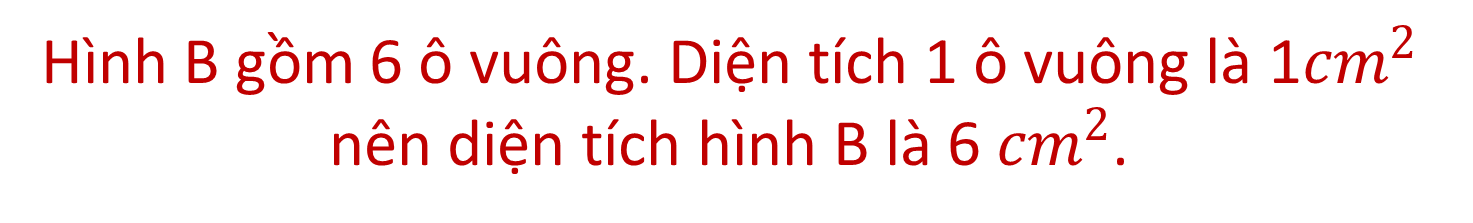 Hình B gồm 6 ô vuông. Diện tích 1 ô vuông là 1cm²
nên diện tích hình B là 6 cm².